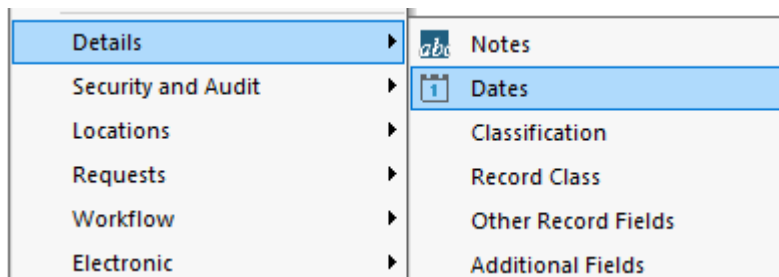 Details
Security and Audit
Locations
Requests
Workflow
Electronic
abc Notes
1 Dates
Classification
Record Class
Other Record Fields
Additional Fields